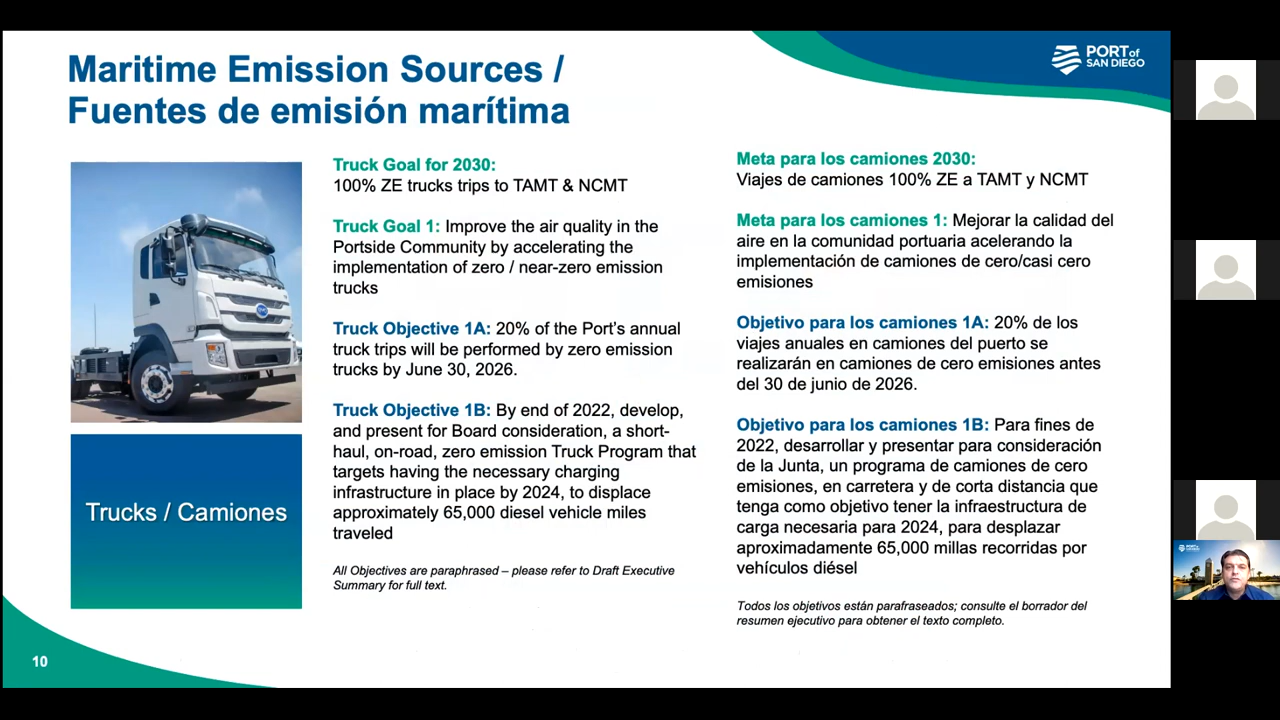 Maritime Emission Sources /
Fuentes de emisión marítima
PORT of
SAN DIEGO
Truck Goal for 2030:
100% ZE trucks trips to TAMT & NCMT
Truck Goal 1: Improve the air quality in the
Portside Community by accelerating the
implementation of zero / near-zero emission
trucks
Truck Objective 1A: 20% of the Port's annual
truck trips will be performed by zero emission
trucks by June 30, 2026.
Truck Objective 1B: By end of 2022, develop,
and present for Board consideration, a short-
haul, on-road, zero emission Truck Program that
targets having the necessary charging
infrastructure in place by 2024, to displace
approximately 65,000 diesel vehicle miles
traveled
All Objectives are paraphrased – please refer to Draft Executive
Summary for full text.
Meta para los camiones 2030:
Viajes de camiones 100% ZE a TAMT y NCMT
Meta para los camiones 1: Mejorar la calidad del
aire en la comunidad portuaria acelerando la
implementación de camiones de cero/casi cero
emisiones
Objetivo para los camiones 1A: 20% de los
viajes anuales en camiones del puerto se
realizarán en camiones de cero emisiones antes
del 30 de junio de 2026.
Objetivo para los camiones 1B: Para fines de
2022, desarrollar y presentar para consideración
de la Junta, un programa de camiones de cero
emisiones, en carretera y de corta distancia que
tenga como objetivo tener la infraestructura de
carga necesaria para 2024, para desplazar
aproximadamente 65,000 millas recorridas por
vehículos diésel
Todos los objetivos están parafraseados; consulte el borrador del
resumen ejecutivo para obtener el texto completo.
Trucks / Camiones
10